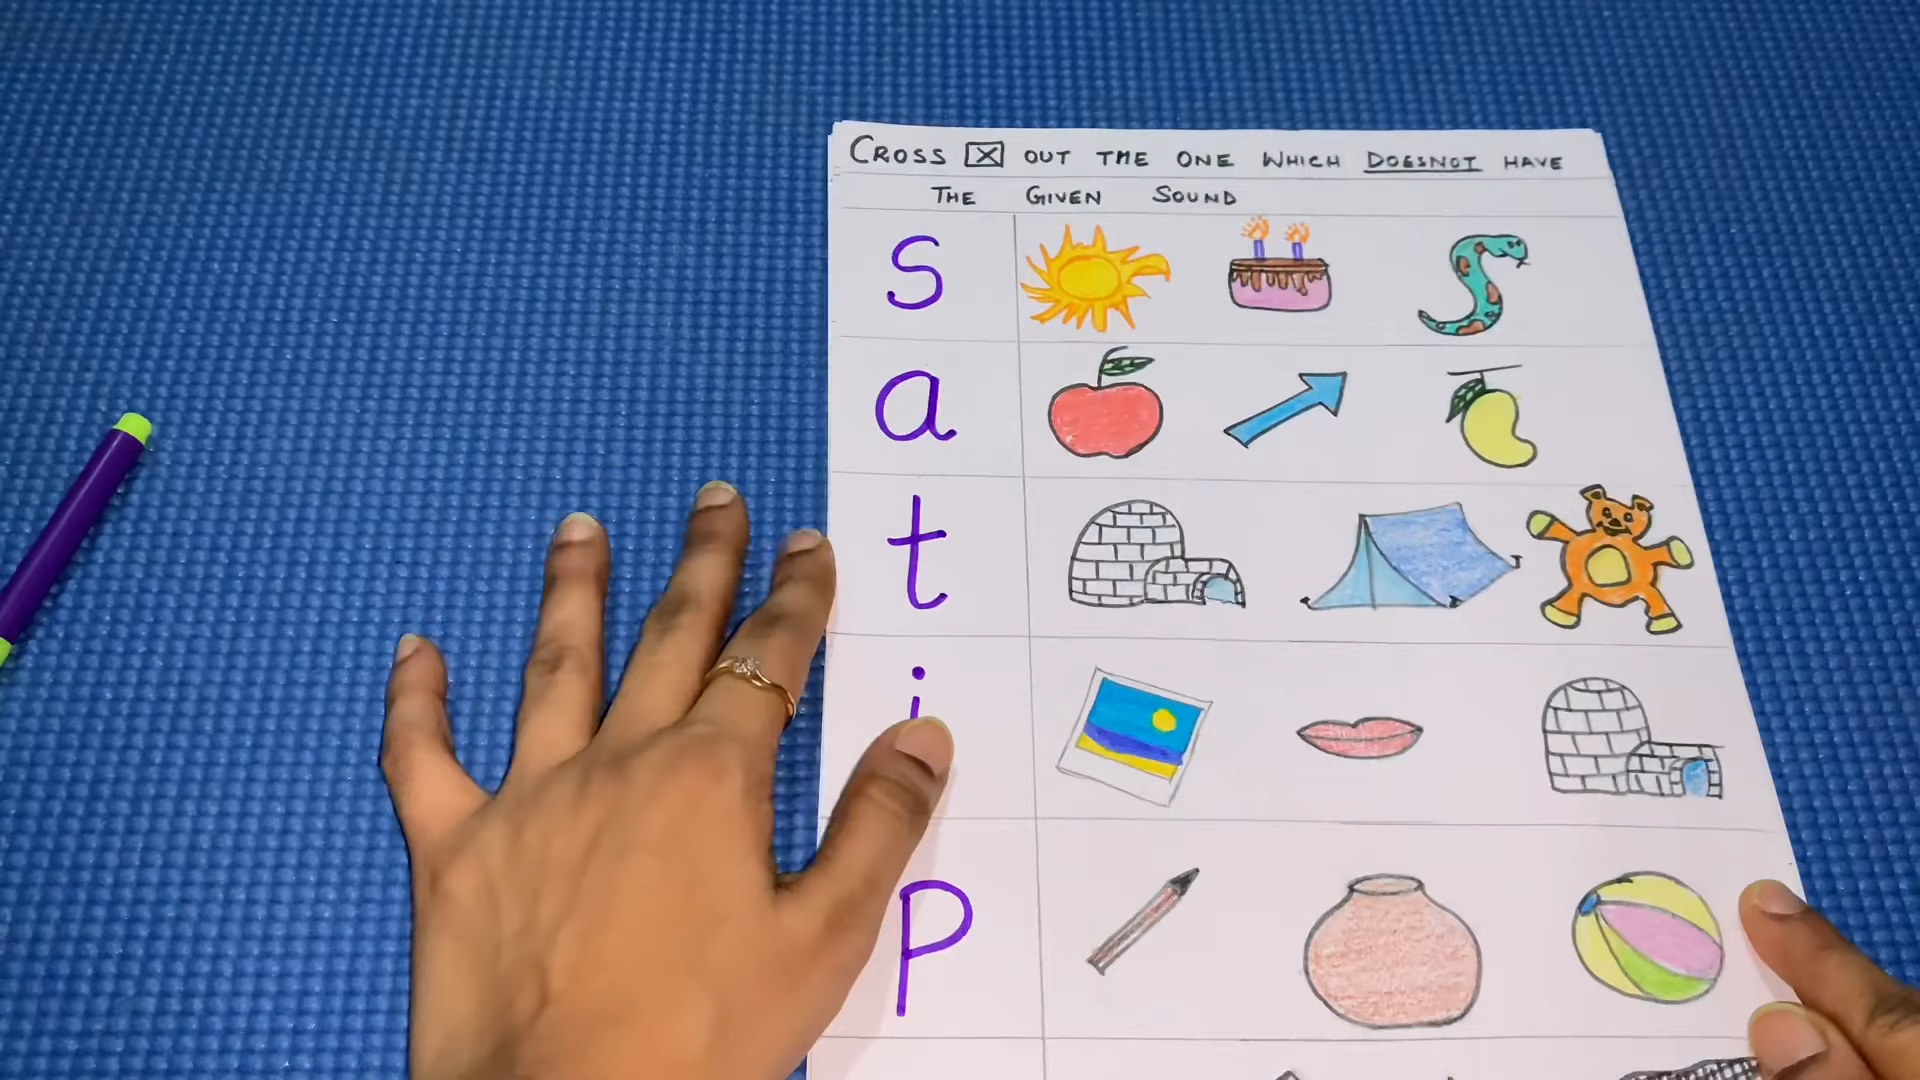 CROSS X OUT THE ONE WHICH DOESNOT HAVE
THE GIVEN SOUND
s
a
t
i
P